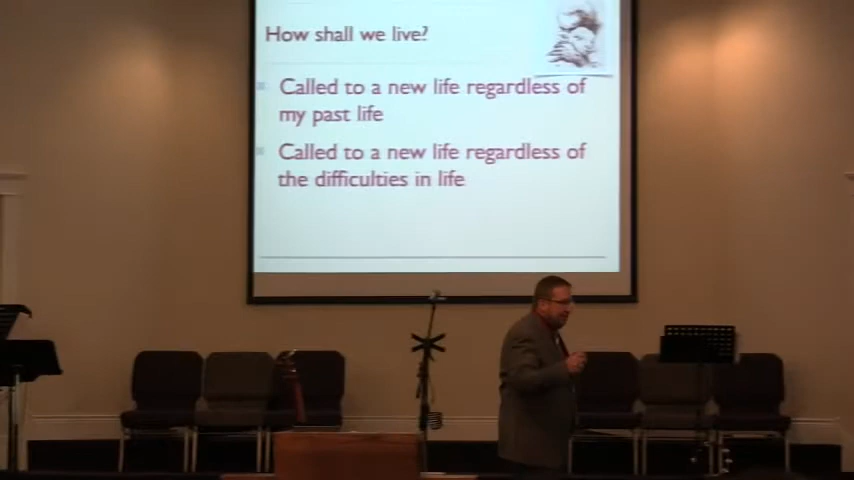 How shall we live?
Called to a new life regardless of
my past life
Called to a new life regardless of
the difficulties in life